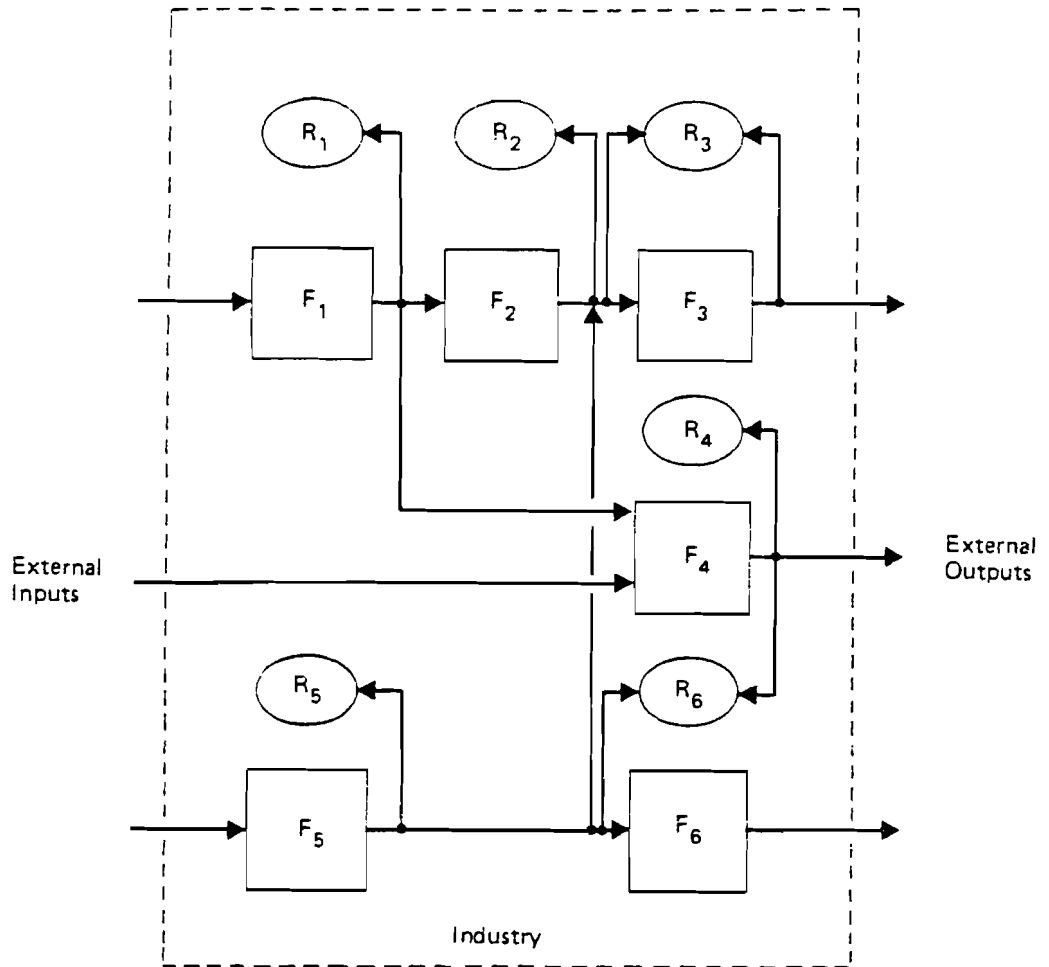 R1
R2
R3
F1
F2
F3
R4
F4
External
Inputs
External
Outputs
R5
R6
F5
F6
Industry